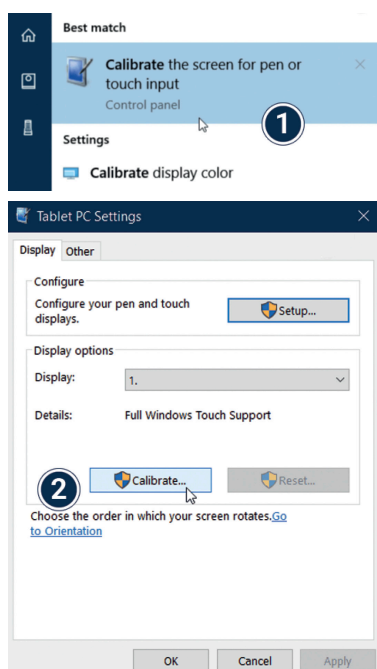 Best match
Calibrate the screen for pen or
touch input
Control panel
1
Settings
Calibrate display color
Tablet PC Settings
Display Other
Configure
Configure your pen and touch
displays.
Setup...
Display options
Display:
1.
Details:
Full Windows Touch Support
2
Calibrate...
Reset...
Choose the order in which your screen rotates.Go
to Orientation
OK Cancel Apply